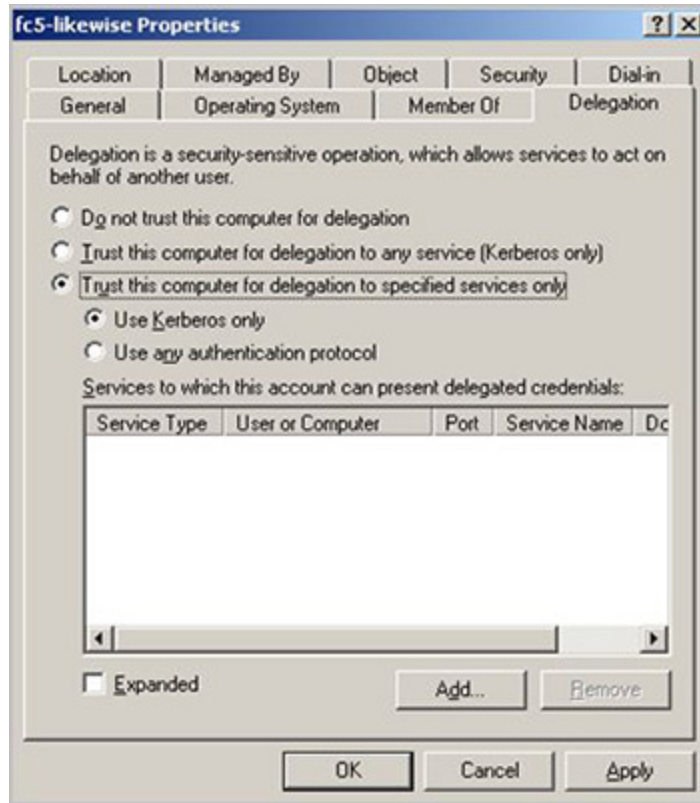 fc5-likewise Properties
Location Managed By Object Security Dial-in
General Operating System Member Of Delegation
Delegation is a security-sensitive operation, which allows services to act on
behalf of another user.
Do not trust this computer for delegation
Trust this computer for delegation to any service (Kerberos only)
Trust this computer for delegation to specified services only
Use Kerberos only
Use any authentication protocol
Services to which this account can present delegated credentials:
Service Type User or Computer Port Service Name Dc
Expanded Add... Remove
OK Cancel Apply